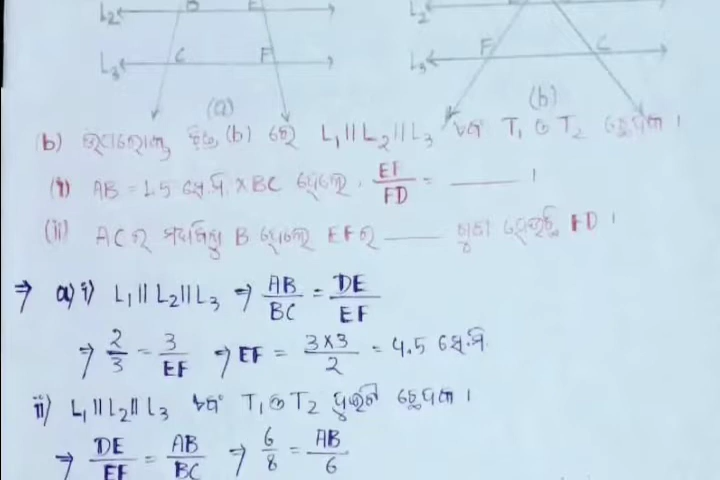 L₂ B E L₂
L₃ C F L₃ F C
(a) (b)
(b) ଉପରୋକ୍ତ ଚିତ୍ର (b) ରେ L₁ || L₂ || L₃ ଏବଂ T₁ ଓ T₂ ଛେଦକ ।
(i) AB = 1.5 ସେ.ମି. × BC ହେଲେ, EF/FD = ______ ।
(ii) AC ର ମଧ୍ୟବିନ୍ଦୁ B ହେଲେ EF ର ____ ଗୁଣ ହେଉଛି FD ।
⇒ a) i) L₁ || L₂ || L₃ ⇒ AB/BC = DE/EF
⇒ 2/3 = 3/EF ⇒ EF = 3×3/2 = 4.5 ସେ.ମି.
ii) L₁ || L₂ || L₃ ଏବଂ T₁ ଓ T₂ ଦୁଇଟି ଛେଦକ ।
⇒ DE/EF = AB/BC ⇒ 6/8 = AB/6